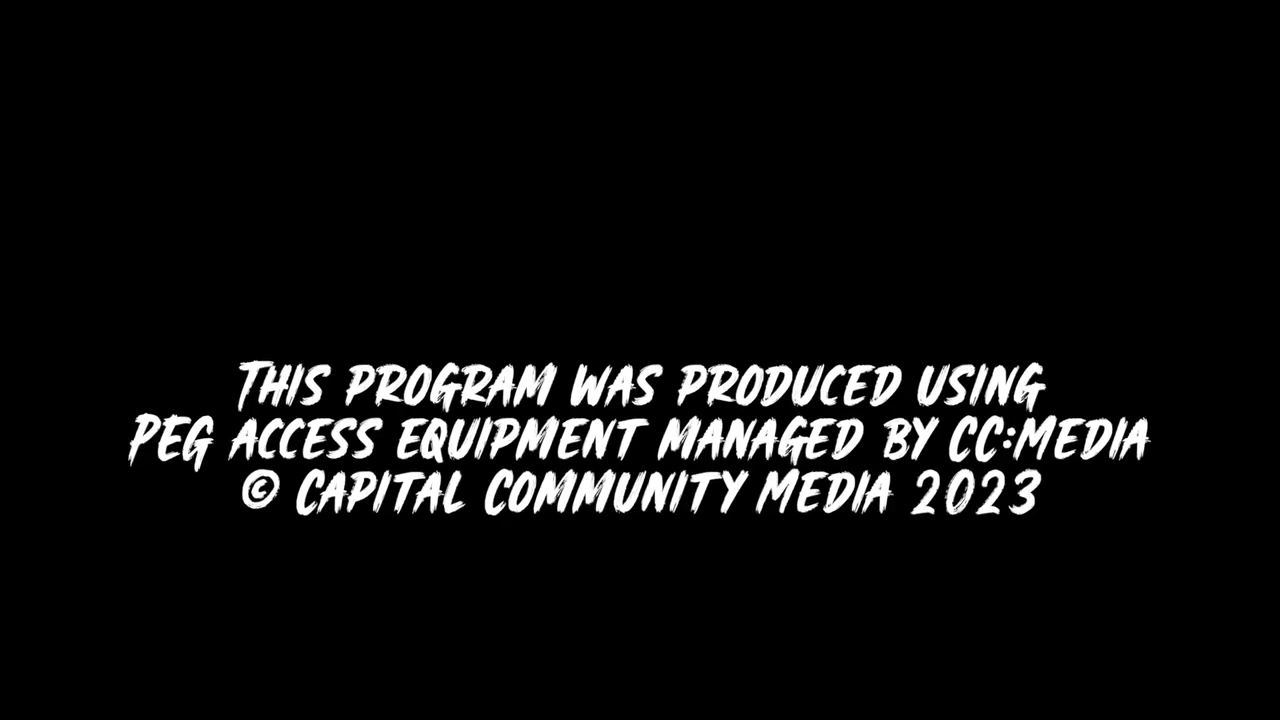 THIS PROGRAM WAS PRODUCED USING
PEG ACCESS EQUIPMENT MANAGED BY CC:MEDIA
© CAPITAL COMMUNITY MEDIA 2023